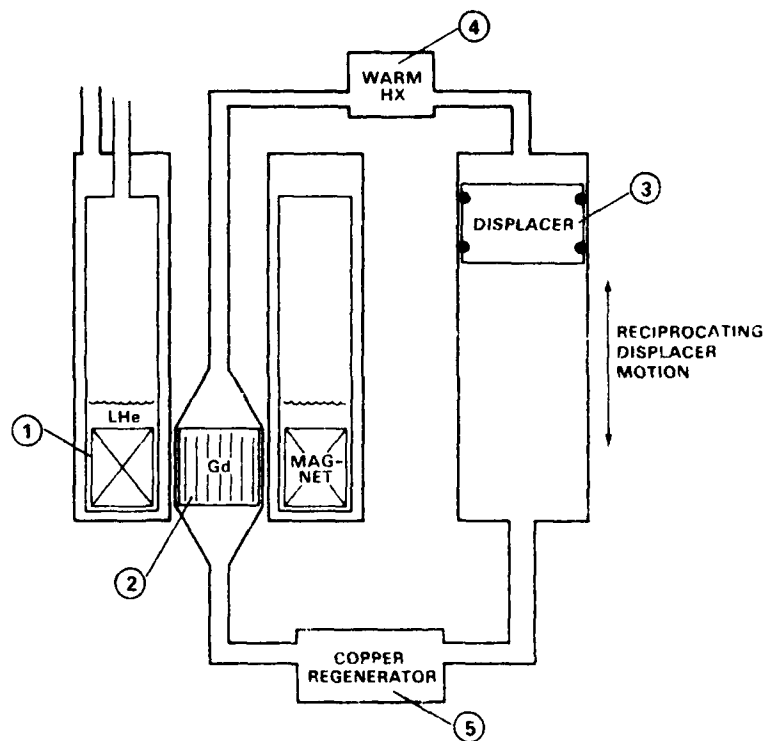 4
WARM
HX
3
DISPLACER
RECIPROCATING
DISPLACER
MOTION
LHe
1
Gd
MAG-
NET
2
COPPER
REGENERATOR
5